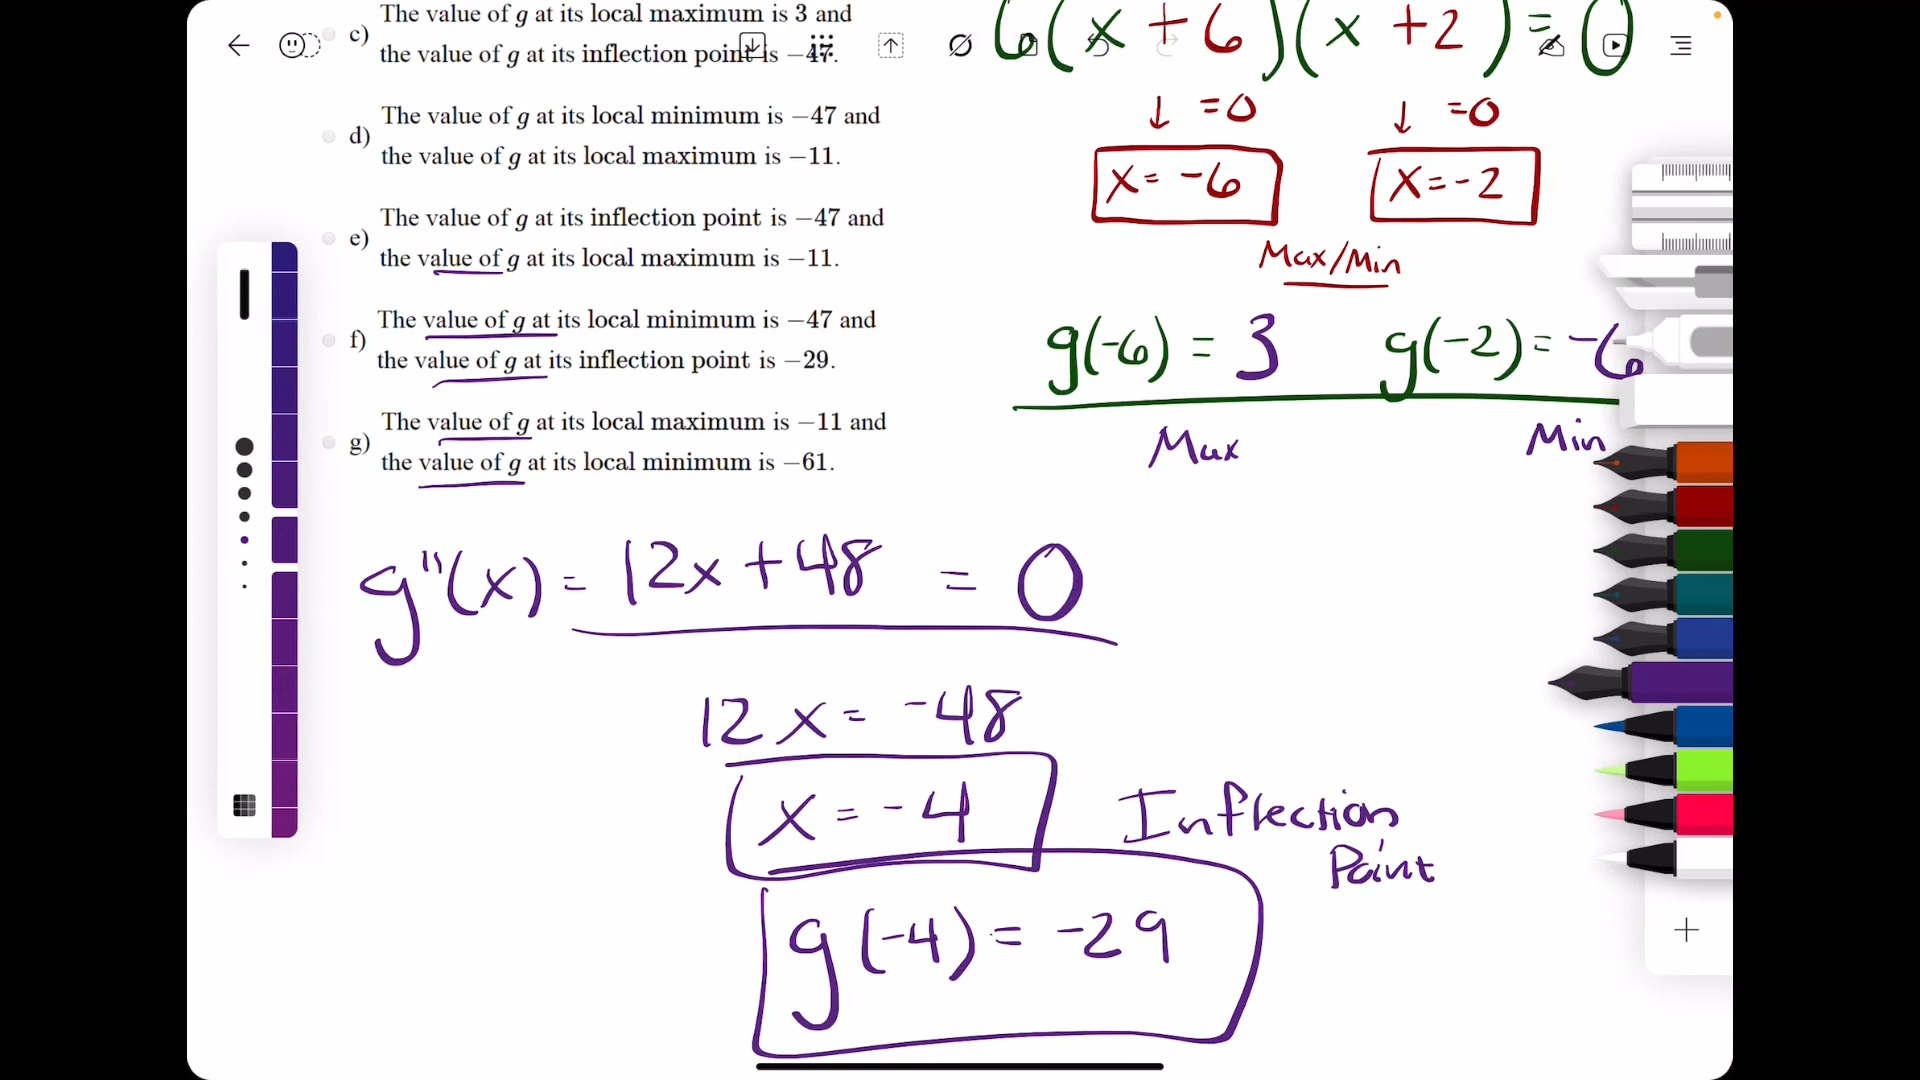 c) The value of g at its local maximum is 3 and
the value of g at its inflection point is −47.
d) The value of g at its local minimum is −47 and
the value of g at its local maximum is −11.
e) The value of g at its inflection point is −47 and
the value of g at its local maximum is −11.
f) The value of g at its local minimum is −47 and
the value of g at its inflection point is −29.
g) The value of g at its local maximum is −11 and
the value of g at its local minimum is −61.
6(x+6)(x+2)=0
↓ =0 ↓ =0
x=-6 x=-2
Max/Min
g(-6)=3 g(-2)=-6
Max Min
g''(x)=12x+48=0
12x=-48
x=-4
Inflection
Point
g(-4)=-29